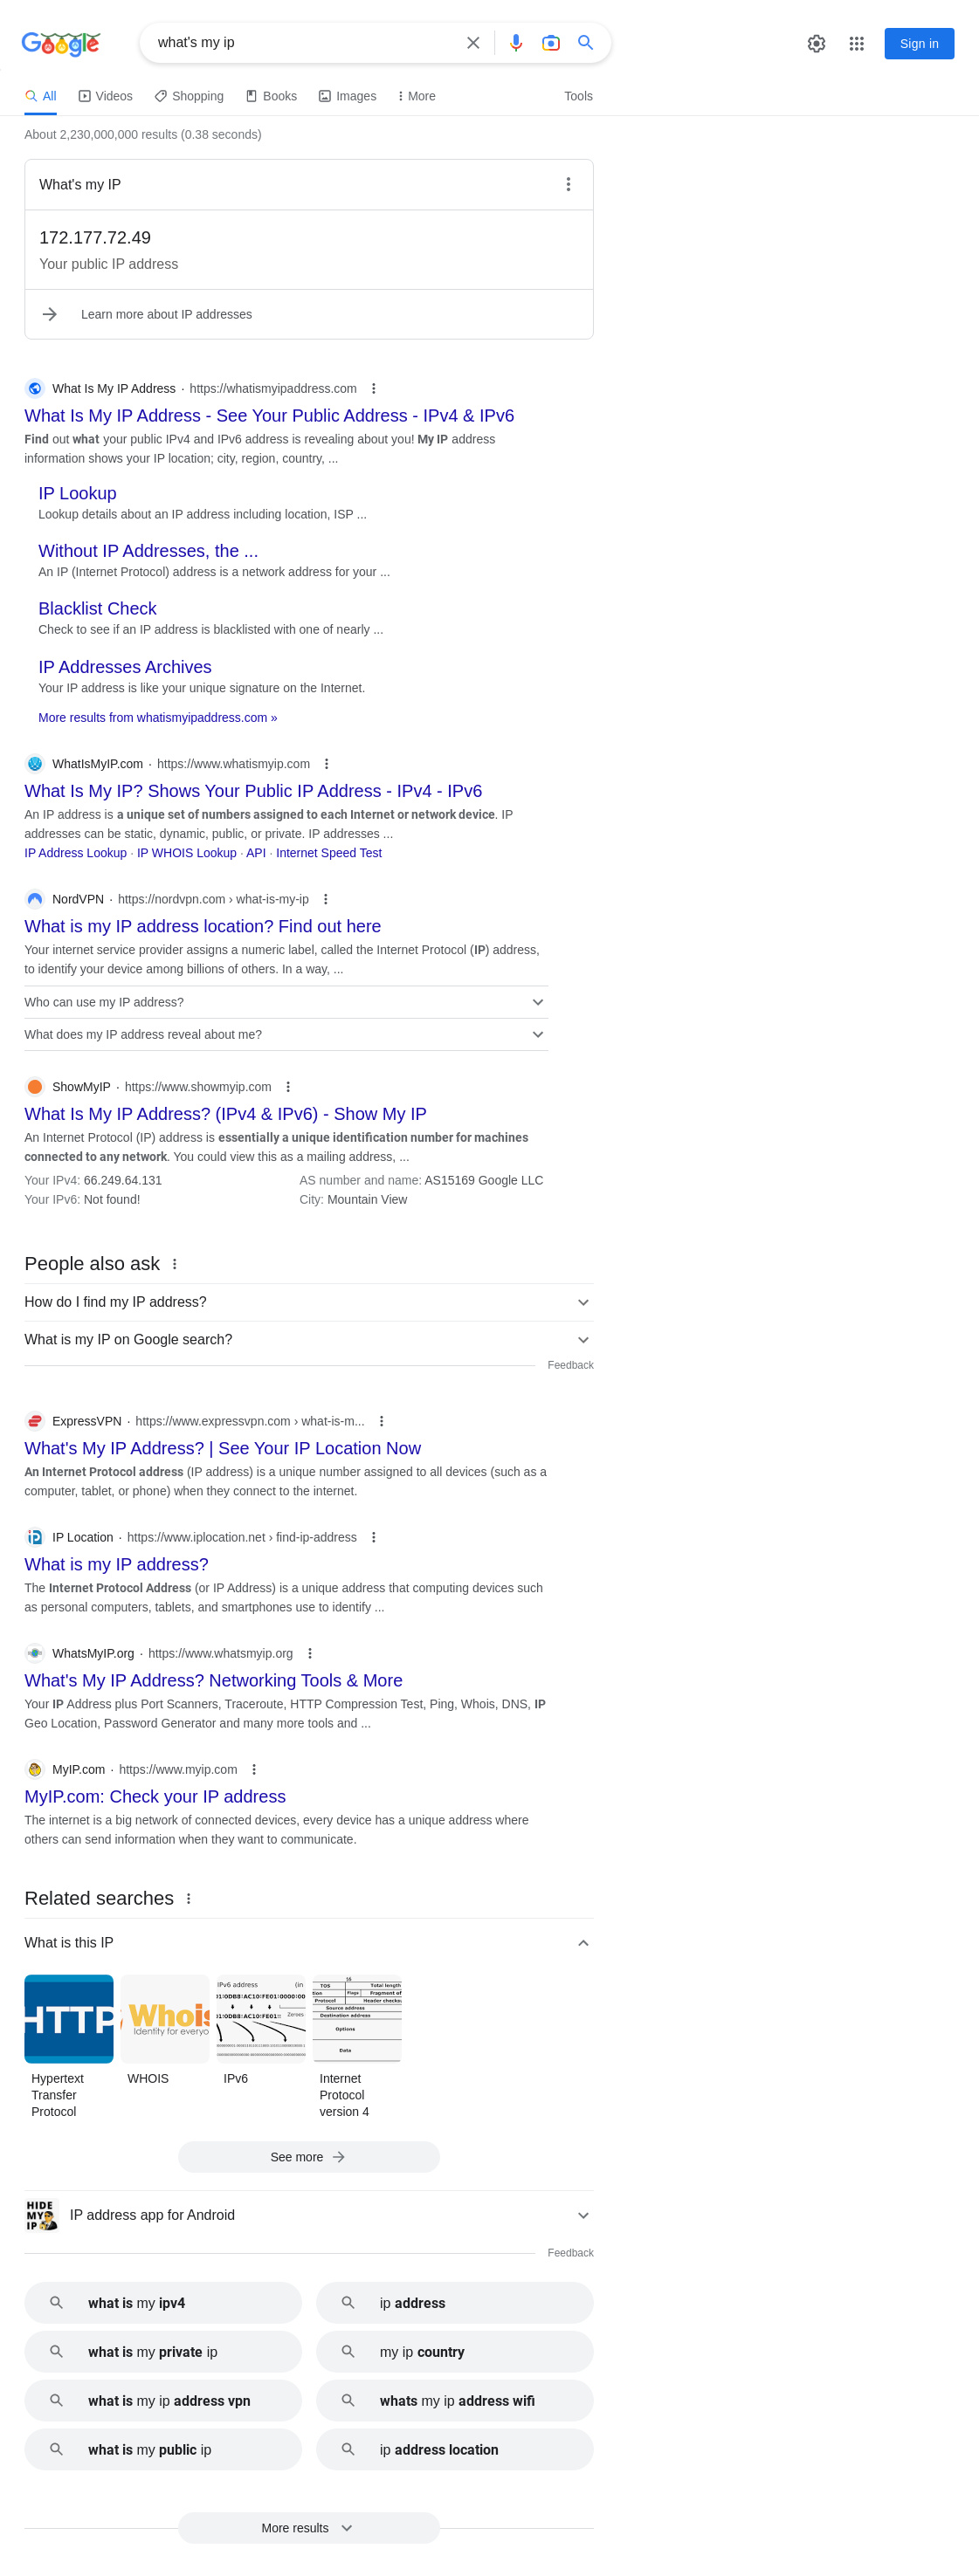 Google
what's my ip
Sign in
All
Videos
Shopping
Books
Images
More
Tools
About 2,230,000,000 results (0.38 seconds)
What's my IP
172.177.72.49
Your public IP address
Learn more about IP addresses
What Is My IP Address · https://whatismyipaddress.com
What Is My IP Address - See Your Public Address - IPv4 & IPv6
Find out what your public IPv4 and IPv6 address is revealing about you! My IP address
information shows your IP location; city, region, country, ...
IP Lookup
Lookup details about an IP address including location, ISP ...
Without IP Addresses, the ...
An IP (Internet Protocol) address is a network address for your ...
Blacklist Check
Check to see if an IP address is blacklisted with one of nearly ...
IP Addresses Archives
Your IP address is like your unique signature on the Internet.
More results from whatismyipaddress.com »
WhatIsMyIP.com · https://www.whatismyip.com
What Is My IP? Shows Your Public IP Address - IPv4 - IPv6
An IP address is a unique set of numbers assigned to each Internet or network device. IP
addresses can be static, dynamic, public, or private. IP addresses ...
IP Address Lookup · IP WHOIS Lookup · API · Internet Speed Test
NordVPN · https://nordvpn.com › what-is-my-ip
What is my IP address location? Find out here
Your internet service provider assigns a numeric label, called the Internet Protocol (IP) address,
to identify your device among billions of others. In a way, ...
Who can use my IP address?
What does my IP address reveal about me?
ShowMyIP · https://www.showmyip.com
What Is My IP Address? (IPv4 & IPv6) - Show My IP
An Internet Protocol (IP) address is essentially a unique identification number for machines
connected to any network. You could view this as a mailing address, ...
Your IPv4: 66.249.64.131
AS number and name: AS15169 Google LLC
Your IPv6: Not found!
City: Mountain View
People also ask
How do I find my IP address?
What is my IP on Google search?
Feedback
ExpressVPN · https://www.expressvpn.com › what-is-m...
What's My IP Address? | See Your IP Location Now
An Internet Protocol address (IP address) is a unique number assigned to all devices (such as a
computer, tablet, or phone) when they connect to the internet.
IP Location · https://www.iplocation.net › find-ip-address
What is my IP address?
The Internet Protocol Address (or IP Address) is a unique address that computing devices such
as personal computers, tablets, and smartphones use to identify ...
WhatsMyIP.org · https://www.whatsmyip.org
What's My IP Address? Networking Tools & More
Your IP Address plus Port Scanners, Traceroute, HTTP Compression Test, Ping, Whois, DNS, IP
Geo Location, Password Generator and many more tools and ...
MyIP.com · https://www.myip.com
MyIP.com: Check your IP address
The internet is a big network of connected devices, every device has a unique address where
others can send information when they want to communicate.
Related searches
What is this IP
HTTP
Whois
Identity for everyo
IPv6 address (in
Zeroes
TOS Total length
Flags Fragment of
Protocol Header checks
Source address
Destination address
Options
Data
Hypertext
Transfer
Protocol
WHOIS
IPv6
Internet
Protocol
version 4
See more
HIDE
MY
IP
IP address app for Android
Feedback
what is my ipv4
ip address
what is my private ip
my ip country
what is my ip address vpn
whats my ip address wifi
what is my public ip
ip address location
More results